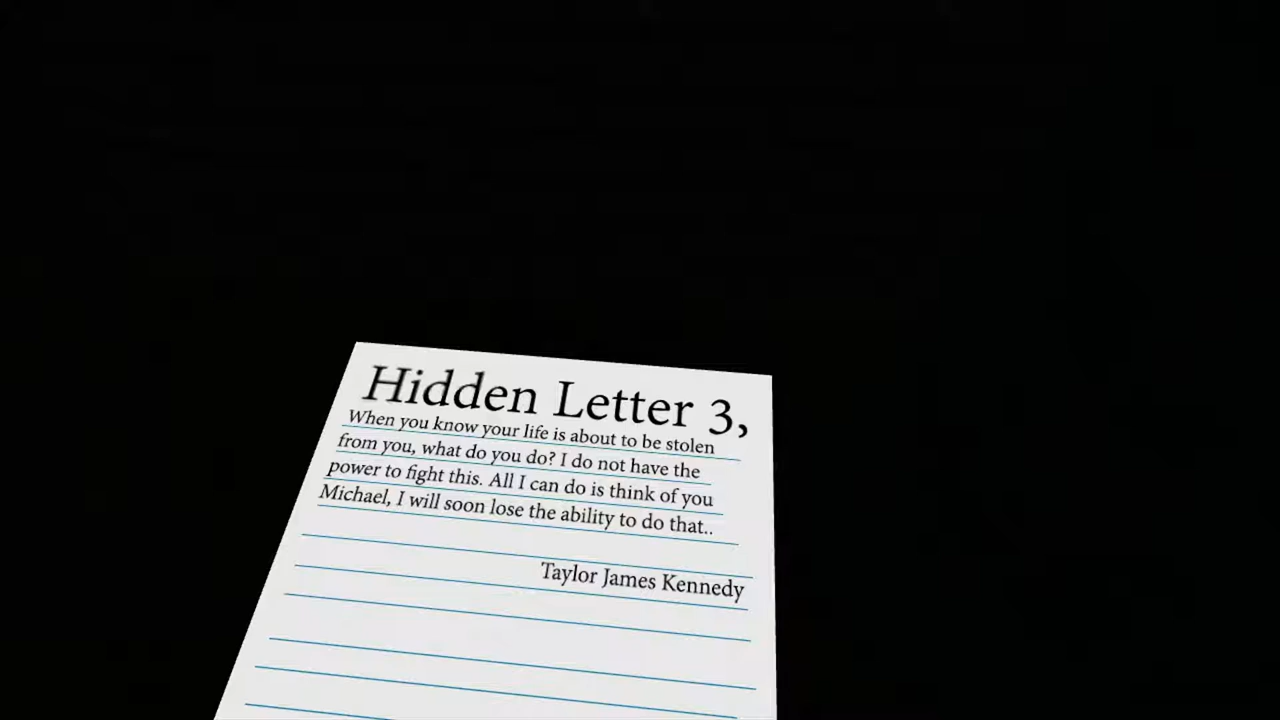 Hidden Letter 3,
When you know your life is about to be stolen
from you, what do you do? I do not have the
power to fight this. All I can do is think of you
Michael, I will soon lose the ability to do that..
Taylor James Kennedy